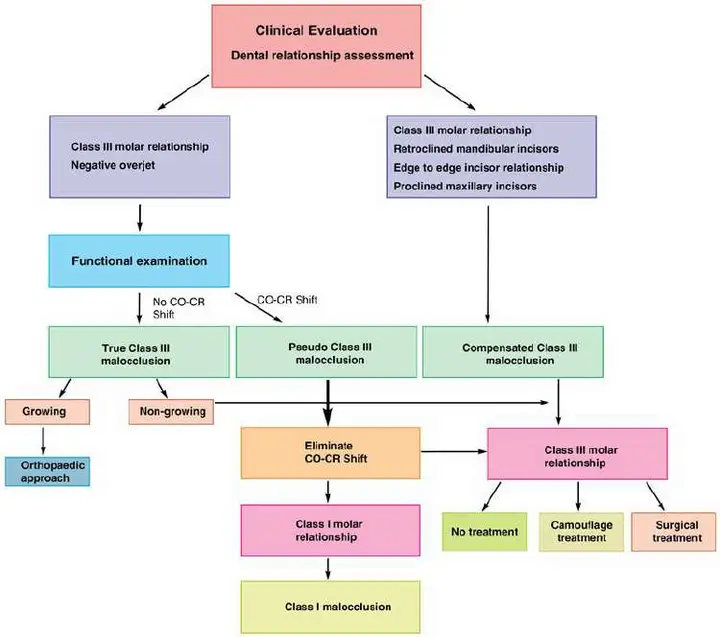 Clinical Evaluation
Dental relationship assessment
Class III molar relationship
Negative overjet
Class III molar relationship
Retroclined mandibular incisors
Edge to edge incisor relationship
Proclined maxillary incisors
Functional examination
No CO-CR
Shift
CO-CR Shift
True Class III
malocclusion
Pseudo Class III
malocclusion
Compensated Class III
malocclusion
Growing
Non-growing
Orthopaedic
approach
Eliminate
CO-CR Shift
Class III molar
relationship
Class I molar
relationship
No treatment
Camouflage
treatment
Surgical
treatment
Class I malocclusion